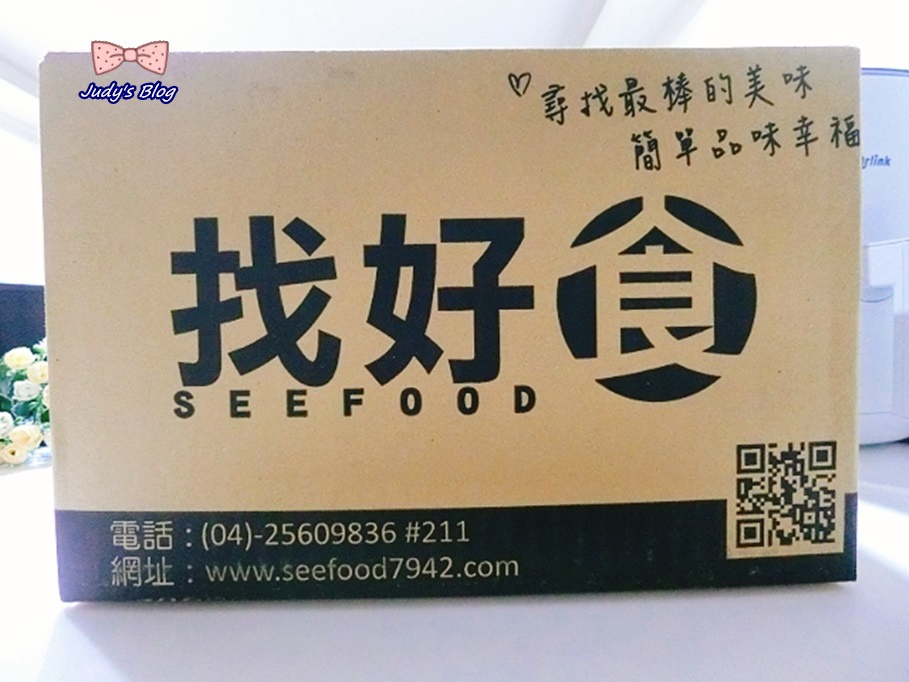 Judy's Blog
♡尋找最棒的美味
簡單品味幸福
找好食
SEEFOOD
電話：(04)-25609836 #211
網址：www.seefood7942.com